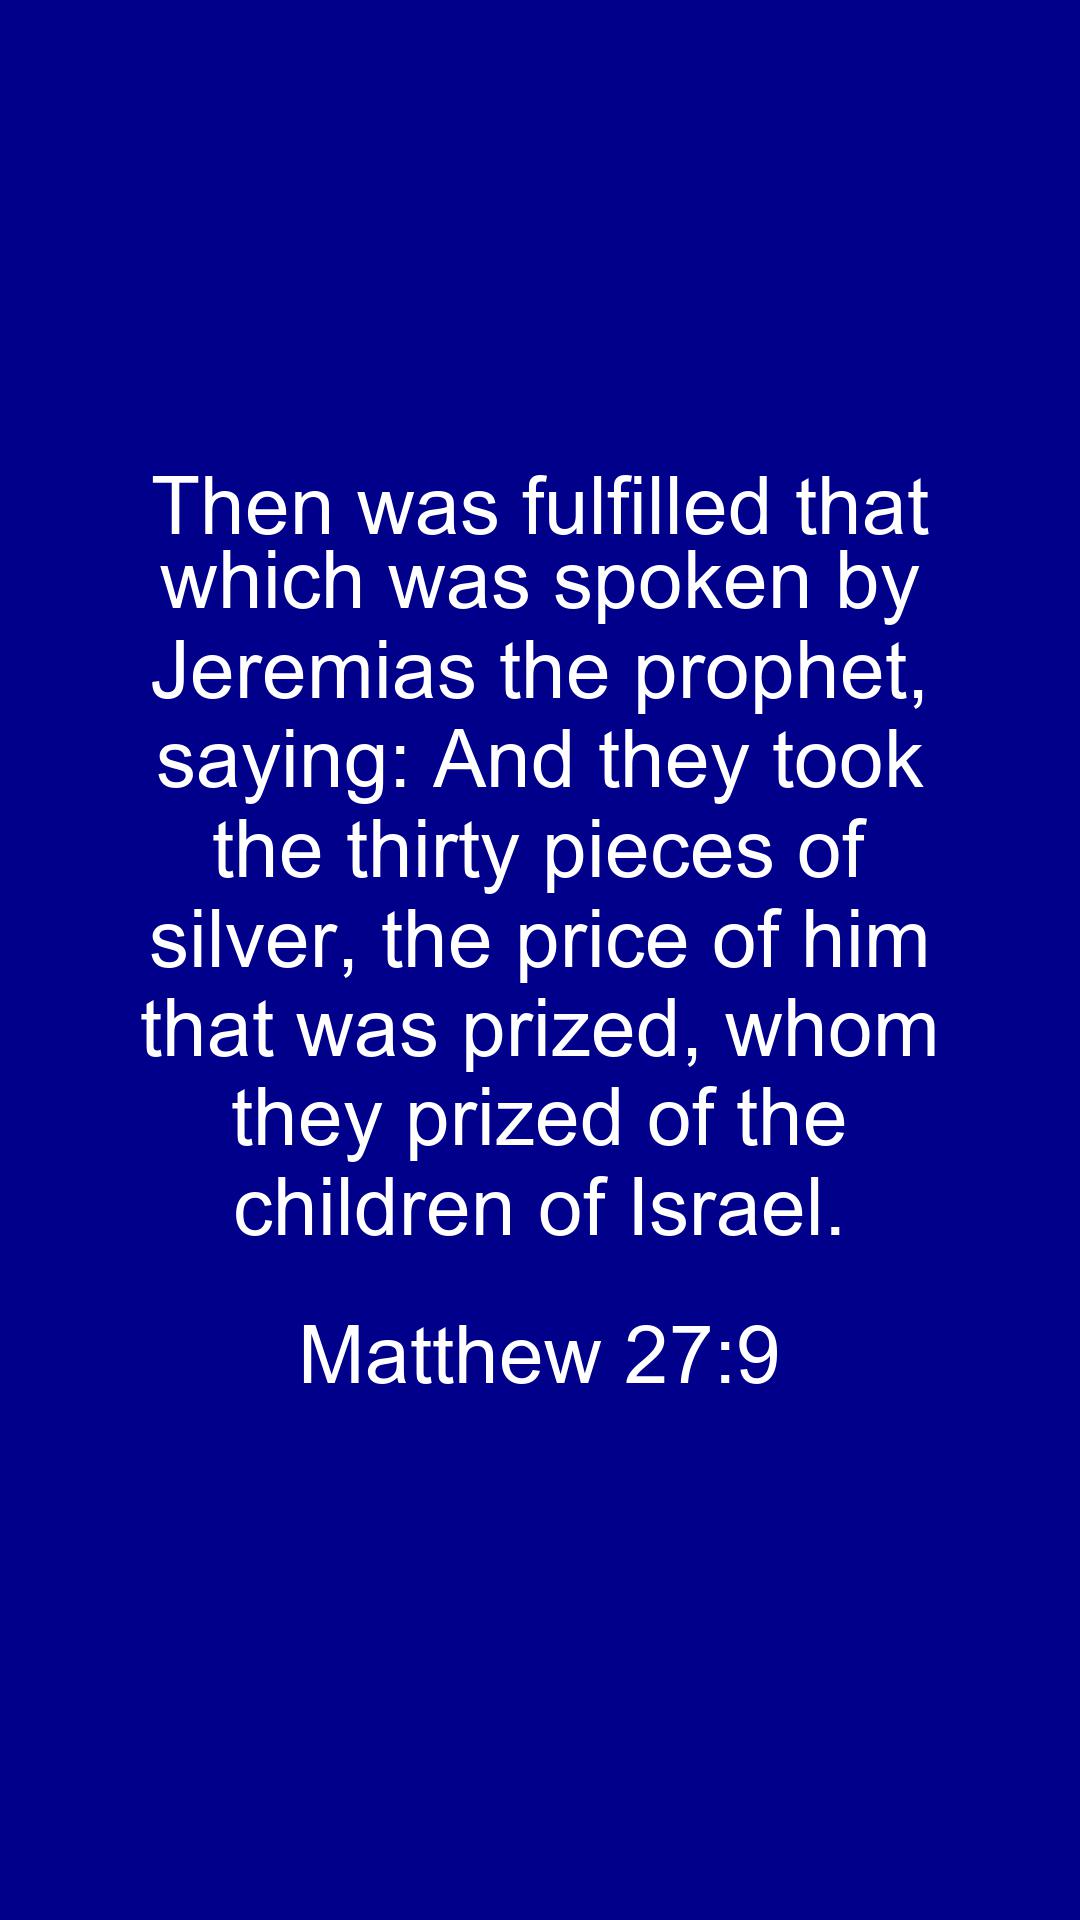 Then was fulfilled that
which was spoken by
Jeremias the prophet,
saying: And they took
the thirty pieces of
silver, the price of him
that was prized, whom
they prized of the
children of Israel.
Matthew 27:9